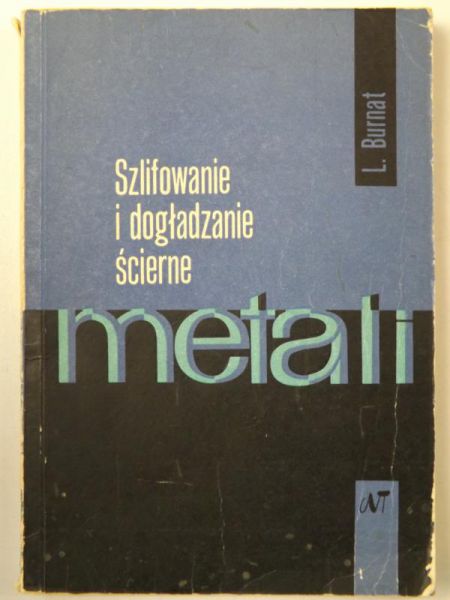 L. Burnat
Szlifowanie
i dogładzanie
ścierne
metali
WNT